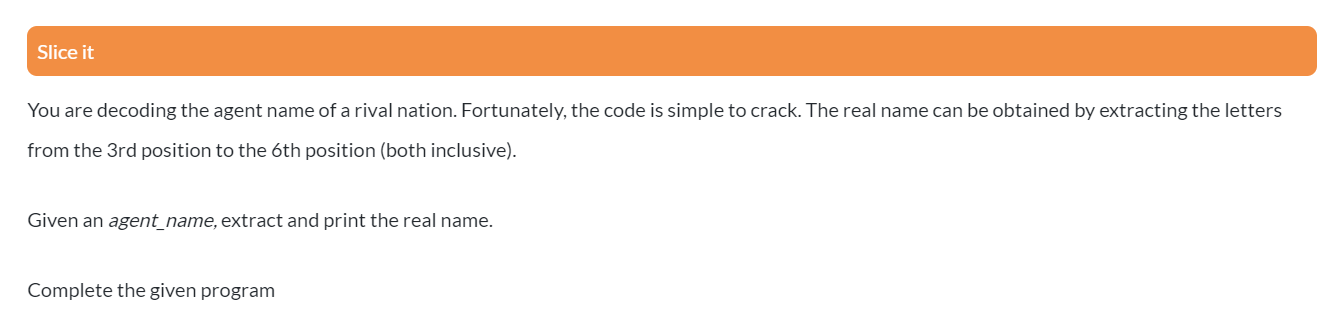 Slice it
You are decoding the agent name of a rival nation. Fortunately, the code is simple to crack. The real name can be obtained by extracting the letters
from the 3rd position to the 6th position (both inclusive).
Given an agent_name, extract and print the real name.
Complete the given program